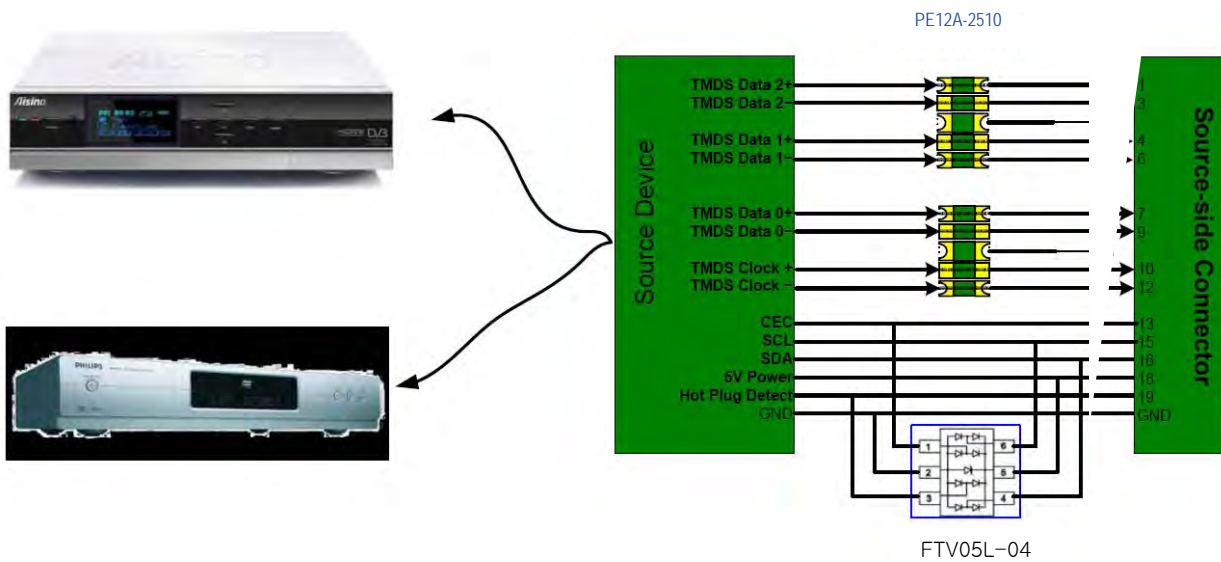 PE12A-2510
Aisino
DVB
PHILIPS
Source Device
TMDS Data 2+
TMDS Data 2−
TMDS Data 1+
TMDS Data 1−
TMDS Data 0+
TMDS Data 0−
TMDS Clock +
TMDS Clock −
CEC
SCL
SDA
5V Power
Hot Plug Detect
GND
1
3
4
6
7
9
10
12
13
15
16
18
19
GND
Source-side Connector
1
6
2
5
3
4
FTV05L−04